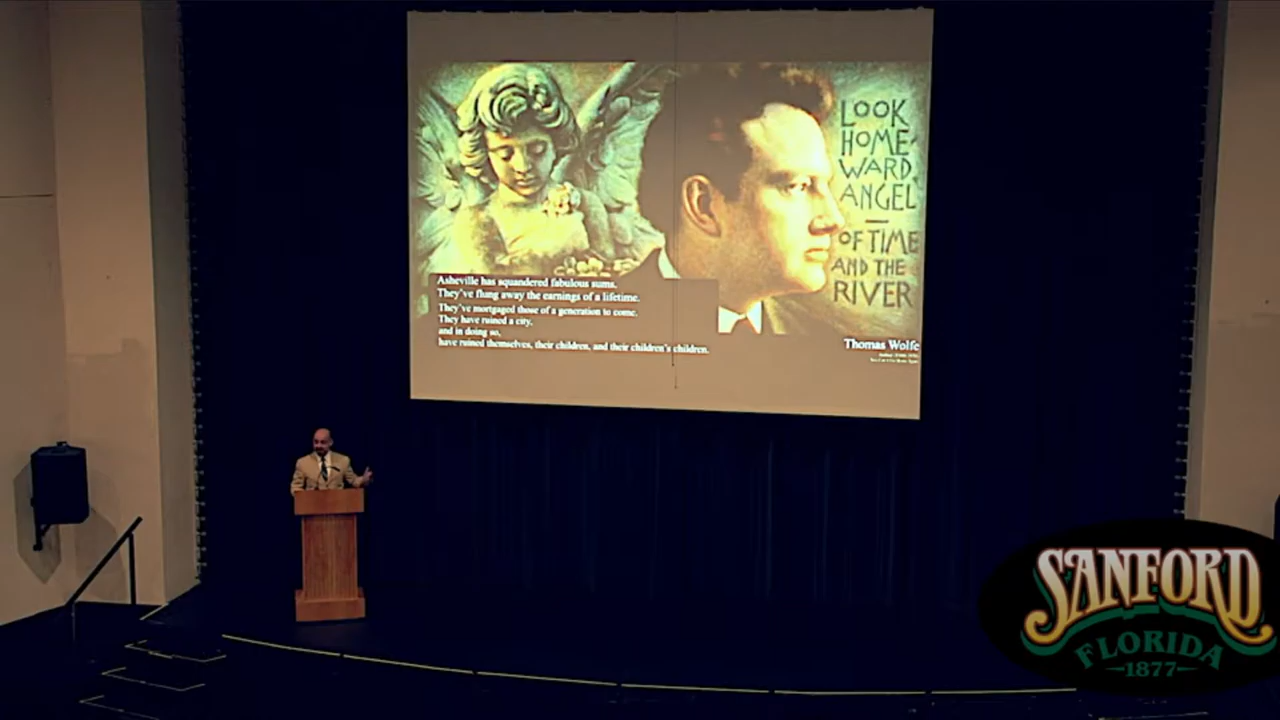 LOOK
HOME-
WARD,
ANGEL
—
OF TIME
AND THE
RIVER
Asheville has squandered fabulous sums.
They've flung away the earnings of a lifetime.
They've mortgaged those of a generation to come.
They have ruined a city,
and in doing so,
have ruined themselves, their children, and their children's children.
Thomas Wolfe
SANFORD
FLORIDA
1877